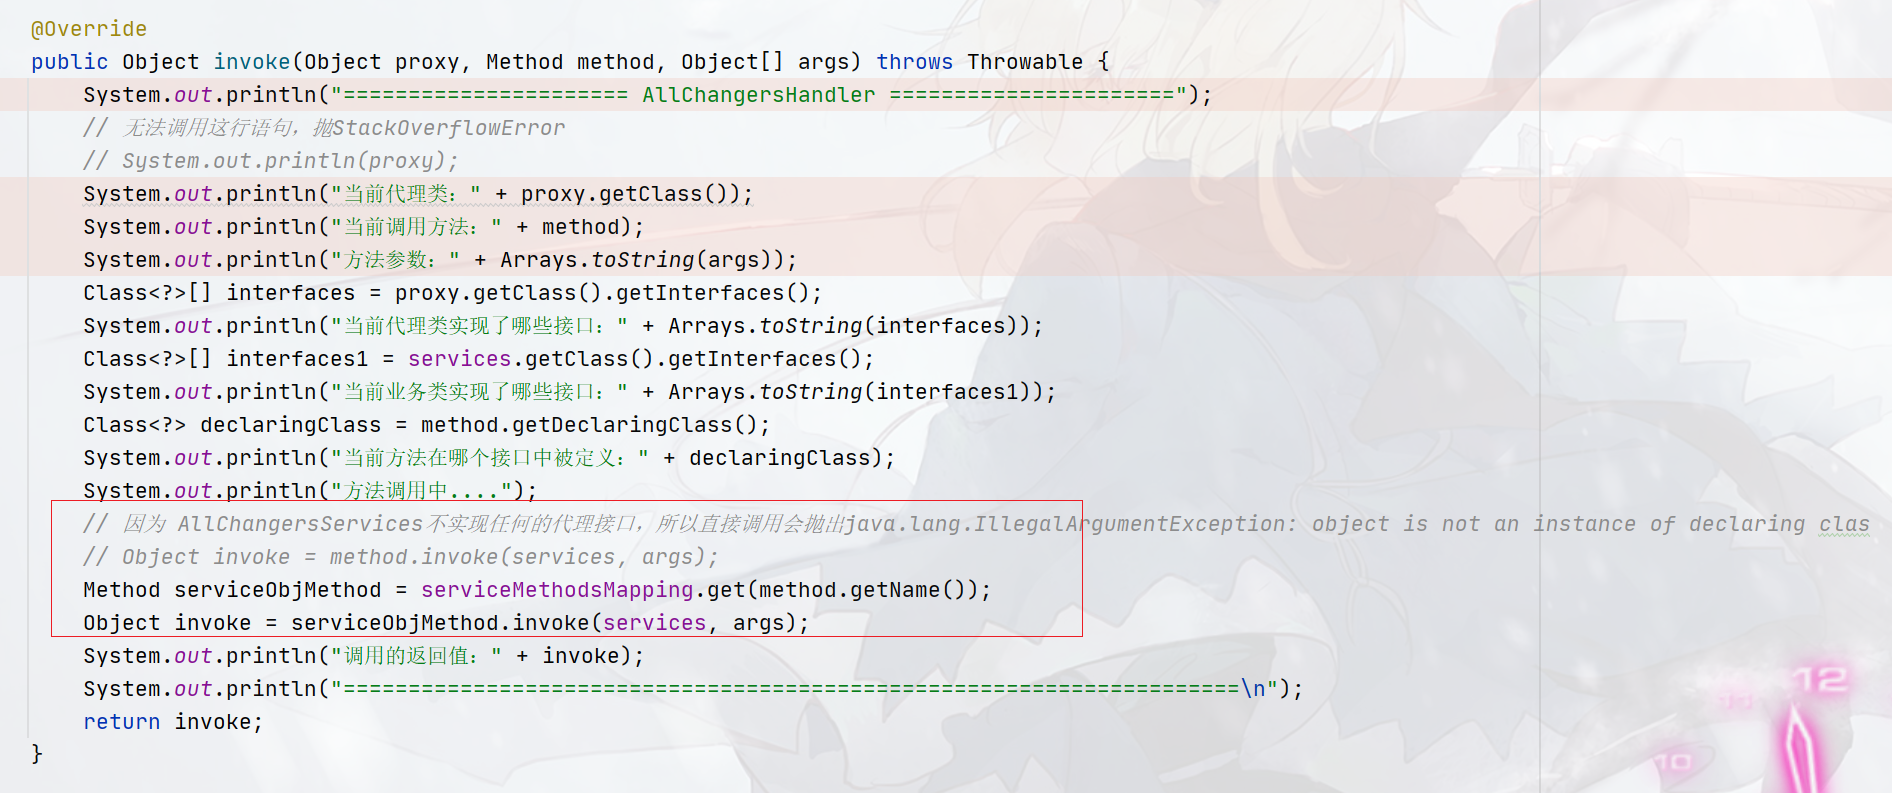 @Override
public Object invoke(Object proxy, Method method, Object[] args) throws Throwable {
System.out.println("====================== AllChangersHandler ======================");
// 无法调用这行语句，抛StackOverflowError
// System.out.println(proxy);
System.out.println("当前代理类：" + proxy.getClass());
System.out.println("当前调用方法：" + method);
System.out.println("方法参数：" + Arrays.toString(args));
Class<?>[] interfaces = proxy.getClass().getInterfaces();
System.out.println("当前代理类实现了哪些接口：" + Arrays.toString(interfaces));
Class<?>[] interfaces1 = services.getClass().getInterfaces();
System.out.println("当前业务类实现了哪些接口：" + Arrays.toString(interfaces1));
Class<?> declaringClass = method.getDeclaringClass();
System.out.println("当前方法在哪个接口中被定义：" + declaringClass);
System.out.println("方法调用中....");
// 因为 AllChangersServices不实现任何的代理接口，所以直接调用会抛出java.lang.IllegalArgumentException: object is not an instance of declaring clas
// Object invoke = method.invoke(services, args);
Method serviceObjMethod = serviceMethodsMapping.get(method.getName());
Object invoke = serviceObjMethod.invoke(services, args);
System.out.println("调用的返回值：" + invoke);
System.out.println("=====================================================================\n");
return invoke;
}
12
11
10